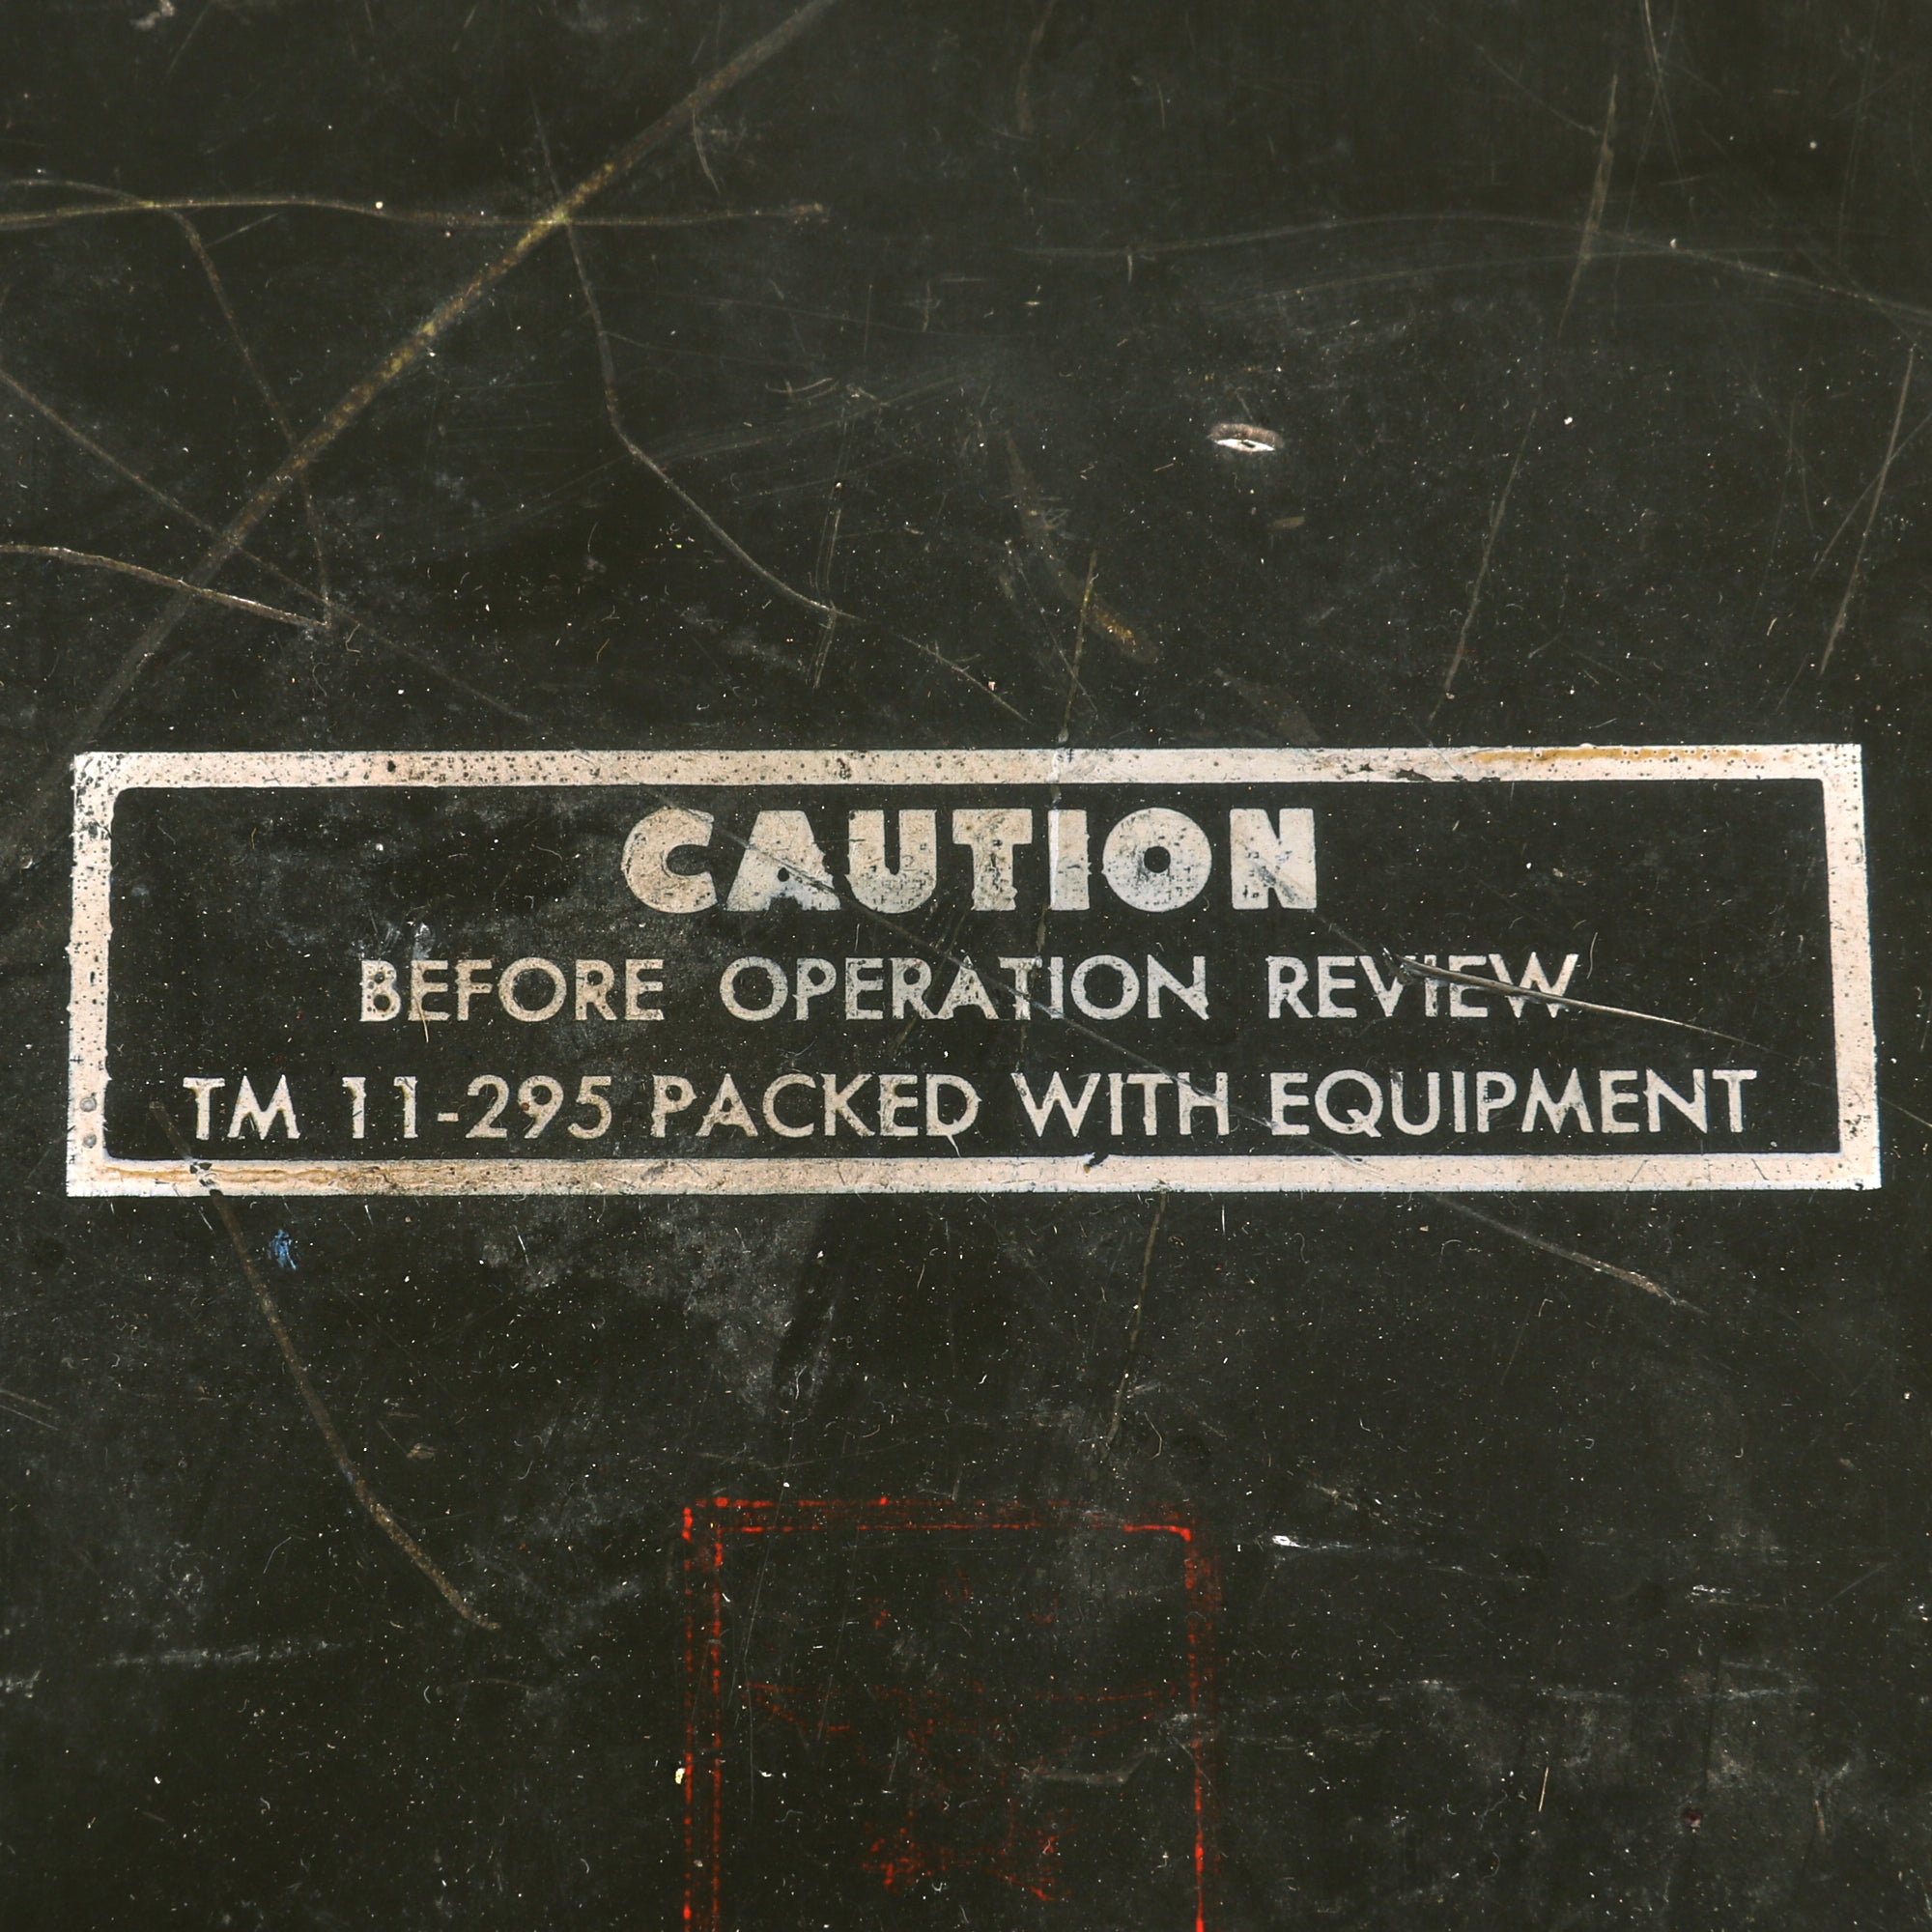 CAUTION
BEFORE OPERATION REVIEW
TM 11-295 PACKED WITH EQUIPMENT